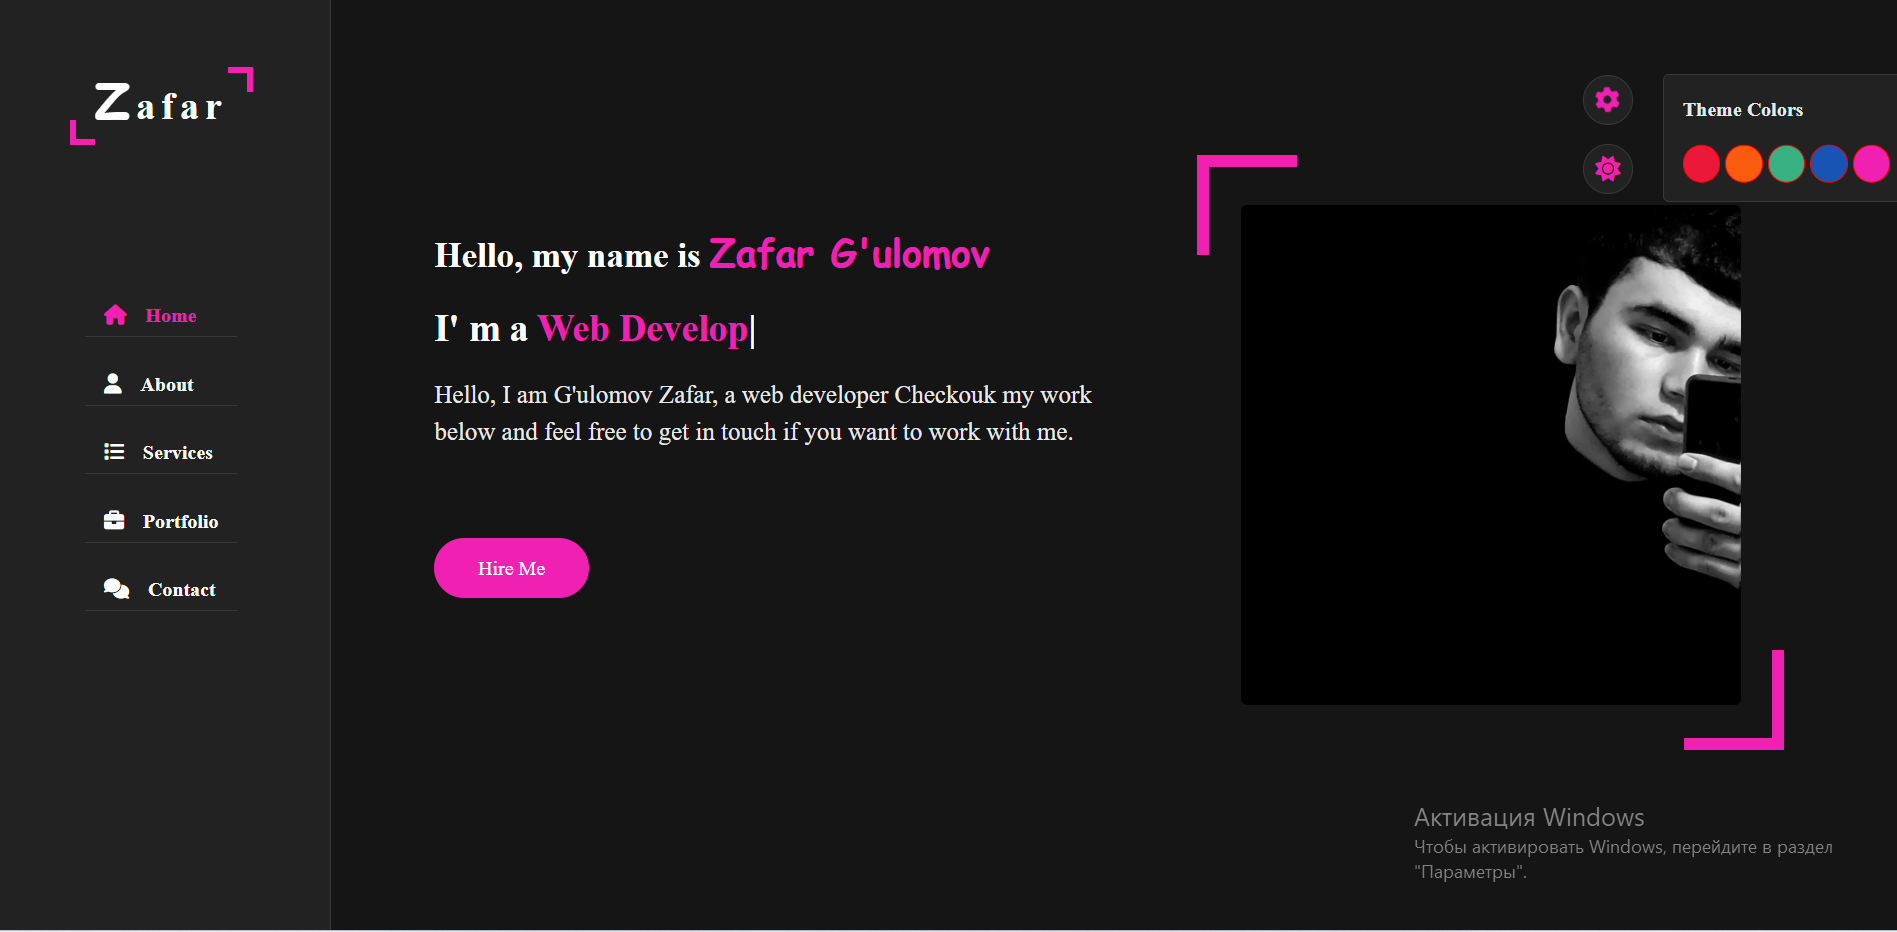 Zafar
Home
About
Services
Portfolio
Contact
Hello, my name is Zafar G'ulomov
I' m a Web Develop|
Hello, I am G'ulomov Zafar, a web developer Checkouk my work
below and feel free to get in touch if you want to work with me.
Hire Me
Theme Colors
Активация Windows
Чтобы активировать Windows, перейдите в раздел
"Параметры".